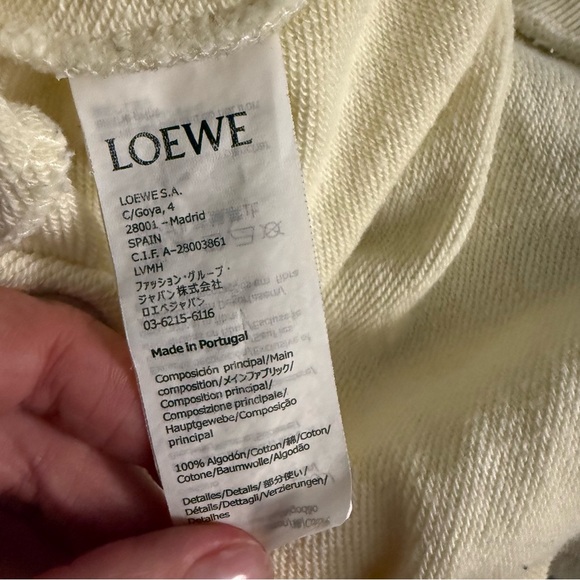 LOEWE
LOEWE S.A.
C/Goya, 4
28001 - Madrid
SPAIN
C.I.F. A-28003861
LVMH
ファッション・グループ・
ジャパン株式会社
ロエベジャパン
03-6215-6116
Made in Portugal
Composición principal/Main
composition/メインファブリック/
Composition principal/
Composizione principale/
Hauptgewebe/Composição
principal
100% Algodón/Cotton/綿/Coton/
Cotone/Baumwolle/Algodão
Detalles/Details/部分使い/
Détails/Dettagli/Verzierungen/
Detalhes